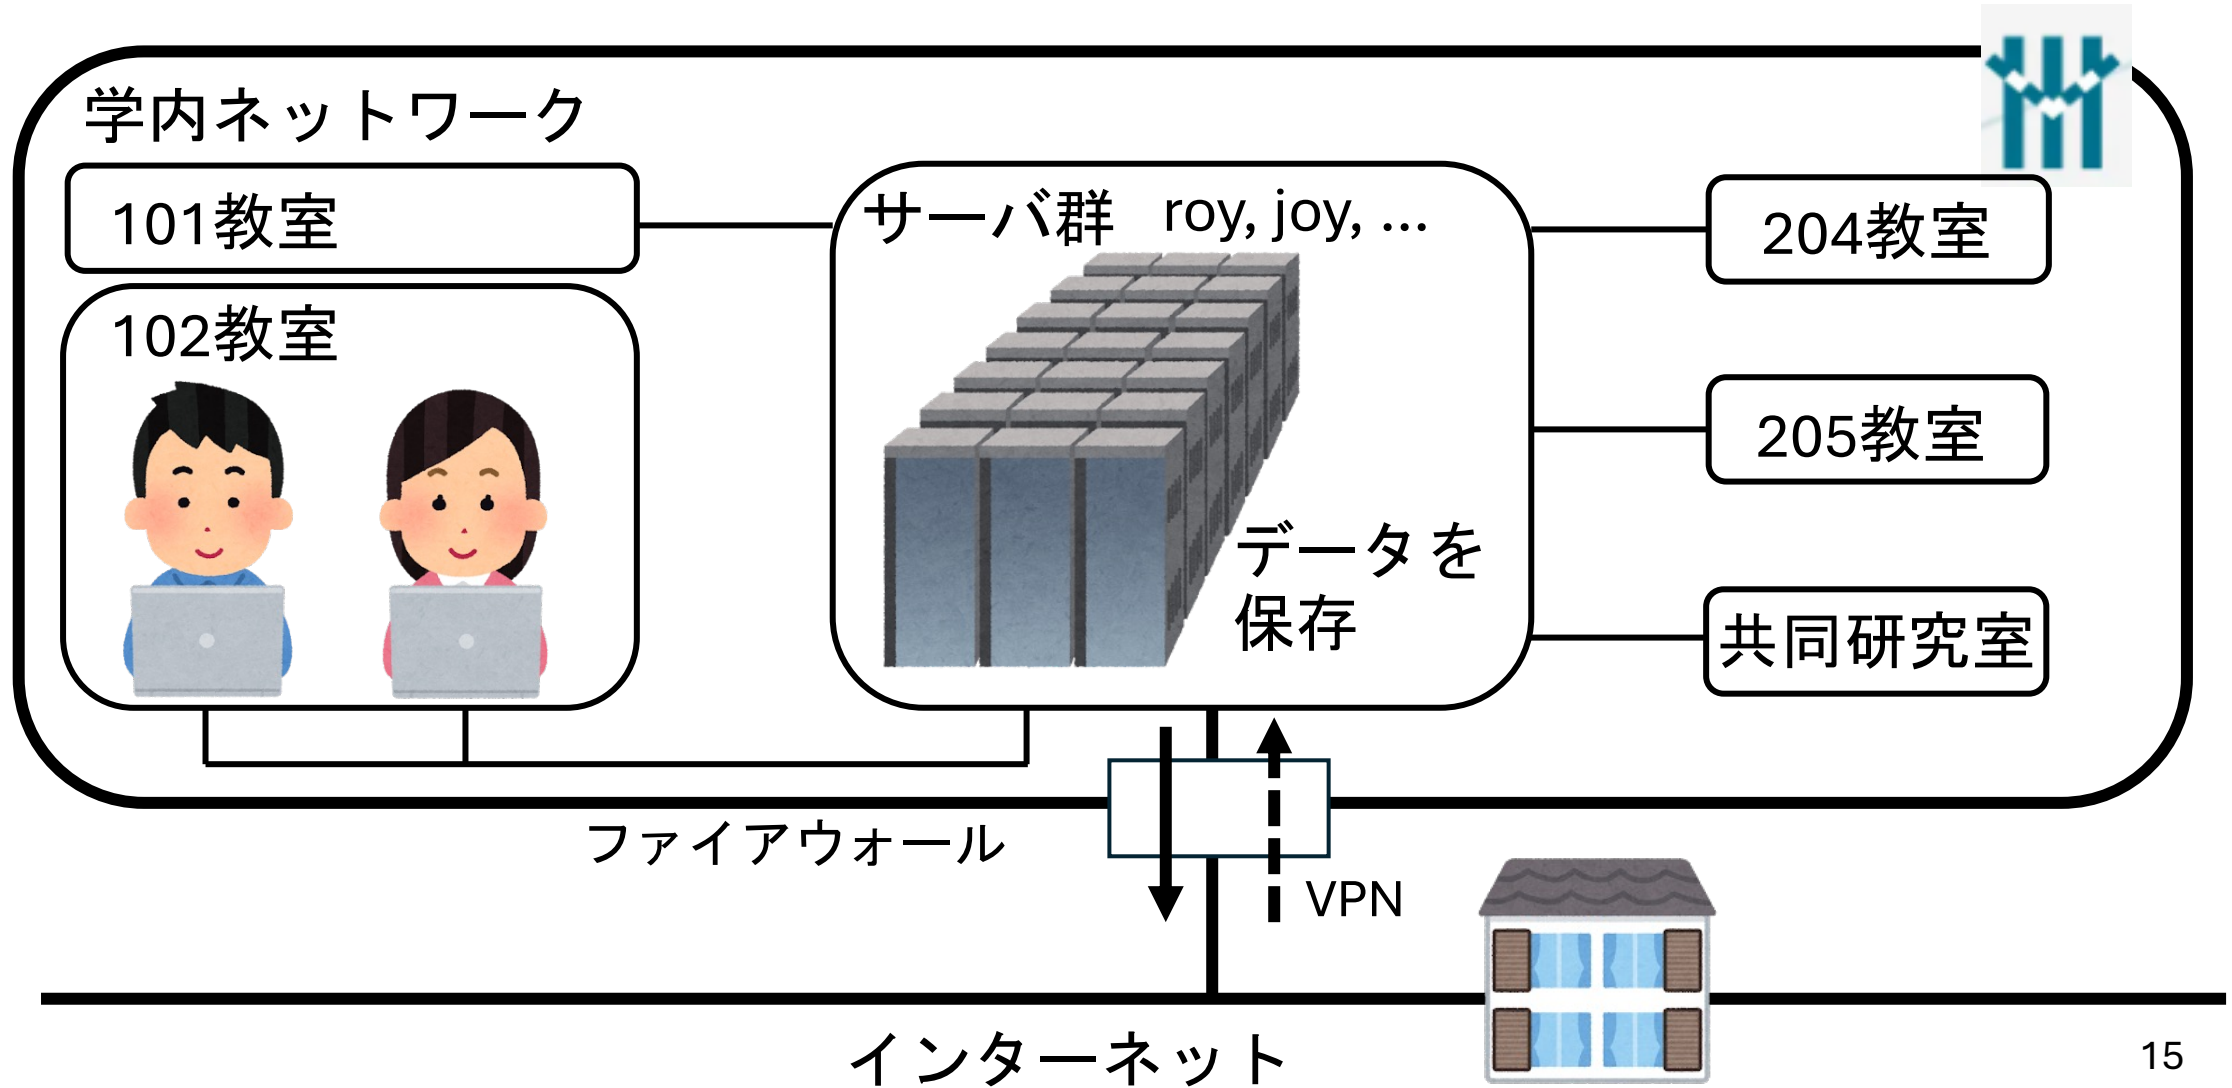 学内ネットワーク
101教室
102教室
サーバ群 roy, joy, ...
データを
保存
204教室
205教室
共同研究室
ファイアウォール
VPN
インターネット
15